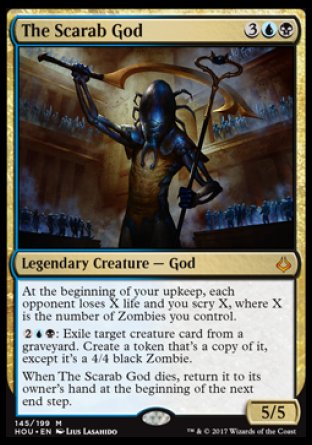 The Scarab God 3
Legendary Creature — God
At the beginning of your upkeep, each
opponent loses X life and you scry X, where X
is the number of Zombies you control.
2 : Exile target creature card from a
graveyard. Create a token that's a copy of it,
except it's a 4/4 black Zombie.
When The Scarab God dies, return it to its
owner's hand at the beginning of the next
end step.
5/5
145/199 M
HOU • EN Lius Lasahido
™ & © 2017 Wizards of the Coast